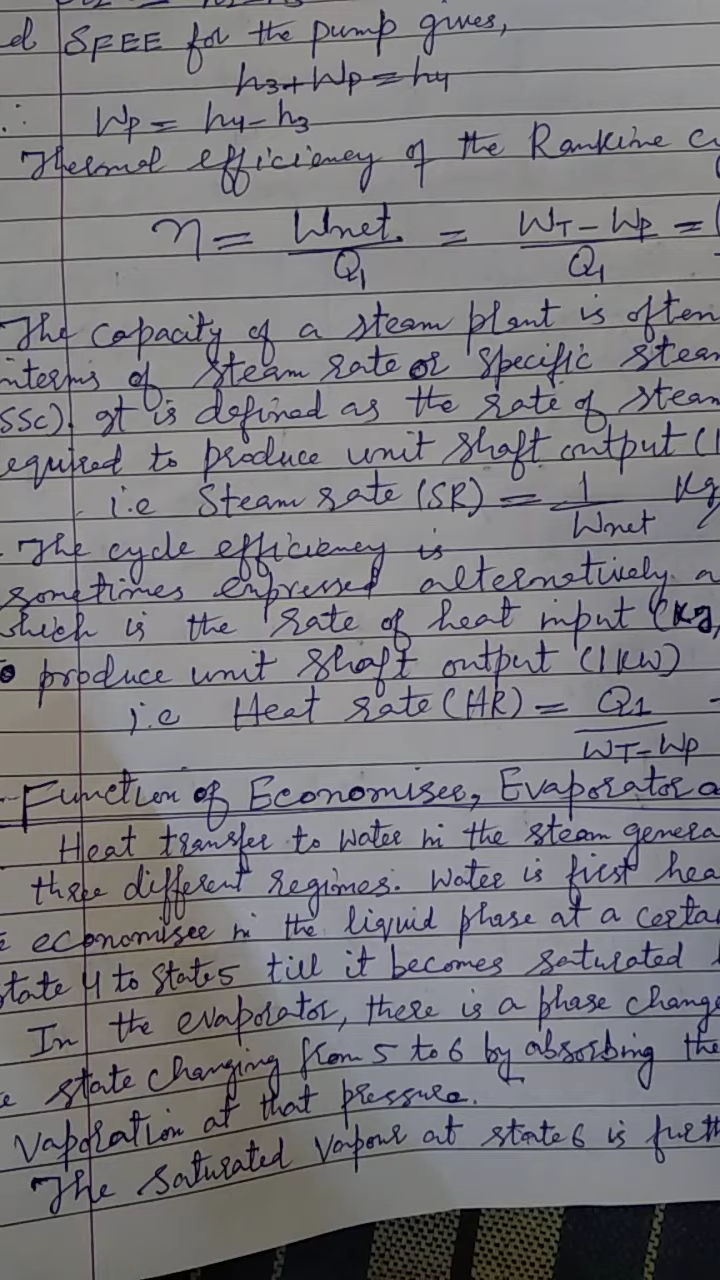 d SFEE for the pump gives,
h3+Wp=h4
∴ Wp = h4-h3
Thermal efficiency of the Rankine c
η = Wnet. / Q1 = WT-Wp / Q1 = (
The capacity of a steam plant is often
nterms of steam rate or specific stea
SSC). It is defined as the rate of steam
equired to produce unit shaft output (1
i.e Steam rate (SR) = 1 / Wnet Kg
The cycle efficiency is
sometimes expressed alternatively a
which is the rate of heat input (Kg,
to produce unit shaft output (1KW)
i.e Heat rate (HR) = Q1 / WT-Wp
Function of Economiser, Evaporator a
Heat transfer to water in the steam genera
three different regimes. Water is first hea
e economiser in the liquid phase at a certai
state 4 to state 5 till it becomes saturated
In the evaporator, there is a phase change
e state changing from 5 to 6 by absorbing the
vaporation at that pressure.
The saturated vapour at state 6 is furth